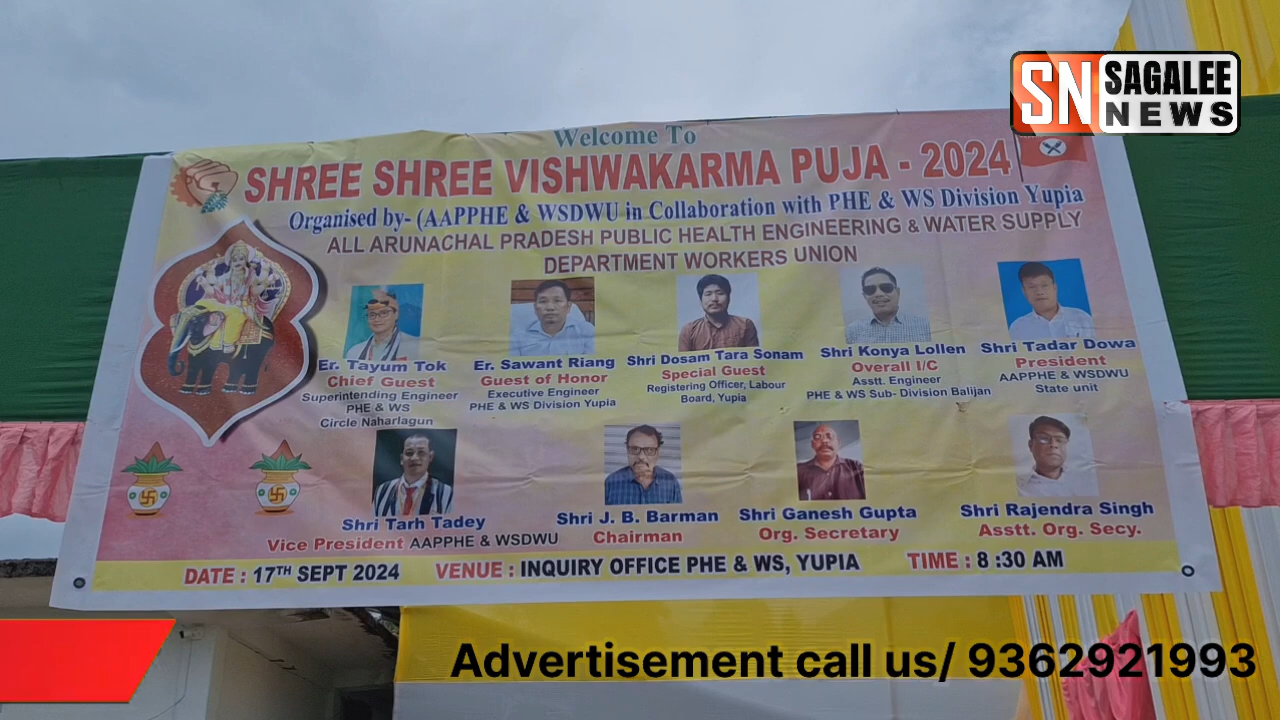 SN SAGALEE
NEWS
Welcome To
SHREE SHREE VISHWAKARMA PUJA - 2024
Organised by- (AAPPHE & WSDWU in Collaboration with PHE & WS Division Yupia
ALL ARUNACHAL PRADESH PUBLIC HEALTH ENGINEERING & WATER SUPPLY
DEPARTMENT WORKERS UNION
Er. Tayum Tok
Chief Guest
Superintending Engineer
PHE & WS
Circle Naharlagun
Er. Sawant Riang
Guest of Honor
Executive Engineer
PHE & WS Division Yupia
Shri Dosam Tara Sonam
Special Guest
Registering Officer, Labour
Board, Yupia
Shri Konya Lollen
Overall I/C
Asstt. Engineer
PHE & WS Sub- Division Balijan
Shri Tadar Dowa
President
AAPPHE & WSDWU
State unit
Shri Tarh Tadey
Vice President AAPPHE & WSDWU
Shri J. B. Barman
Chairman
Shri Ganesh Gupta
Org. Secretary
Shri Rajendra Singh
Asstt. Org. Secy.
DATE : 17TH SEPT 2024 VENUE : INQUIRY OFFICE PHE & WS, YUPIA TIME : 8 :30 AM
Advertisement call us/ 9362921993